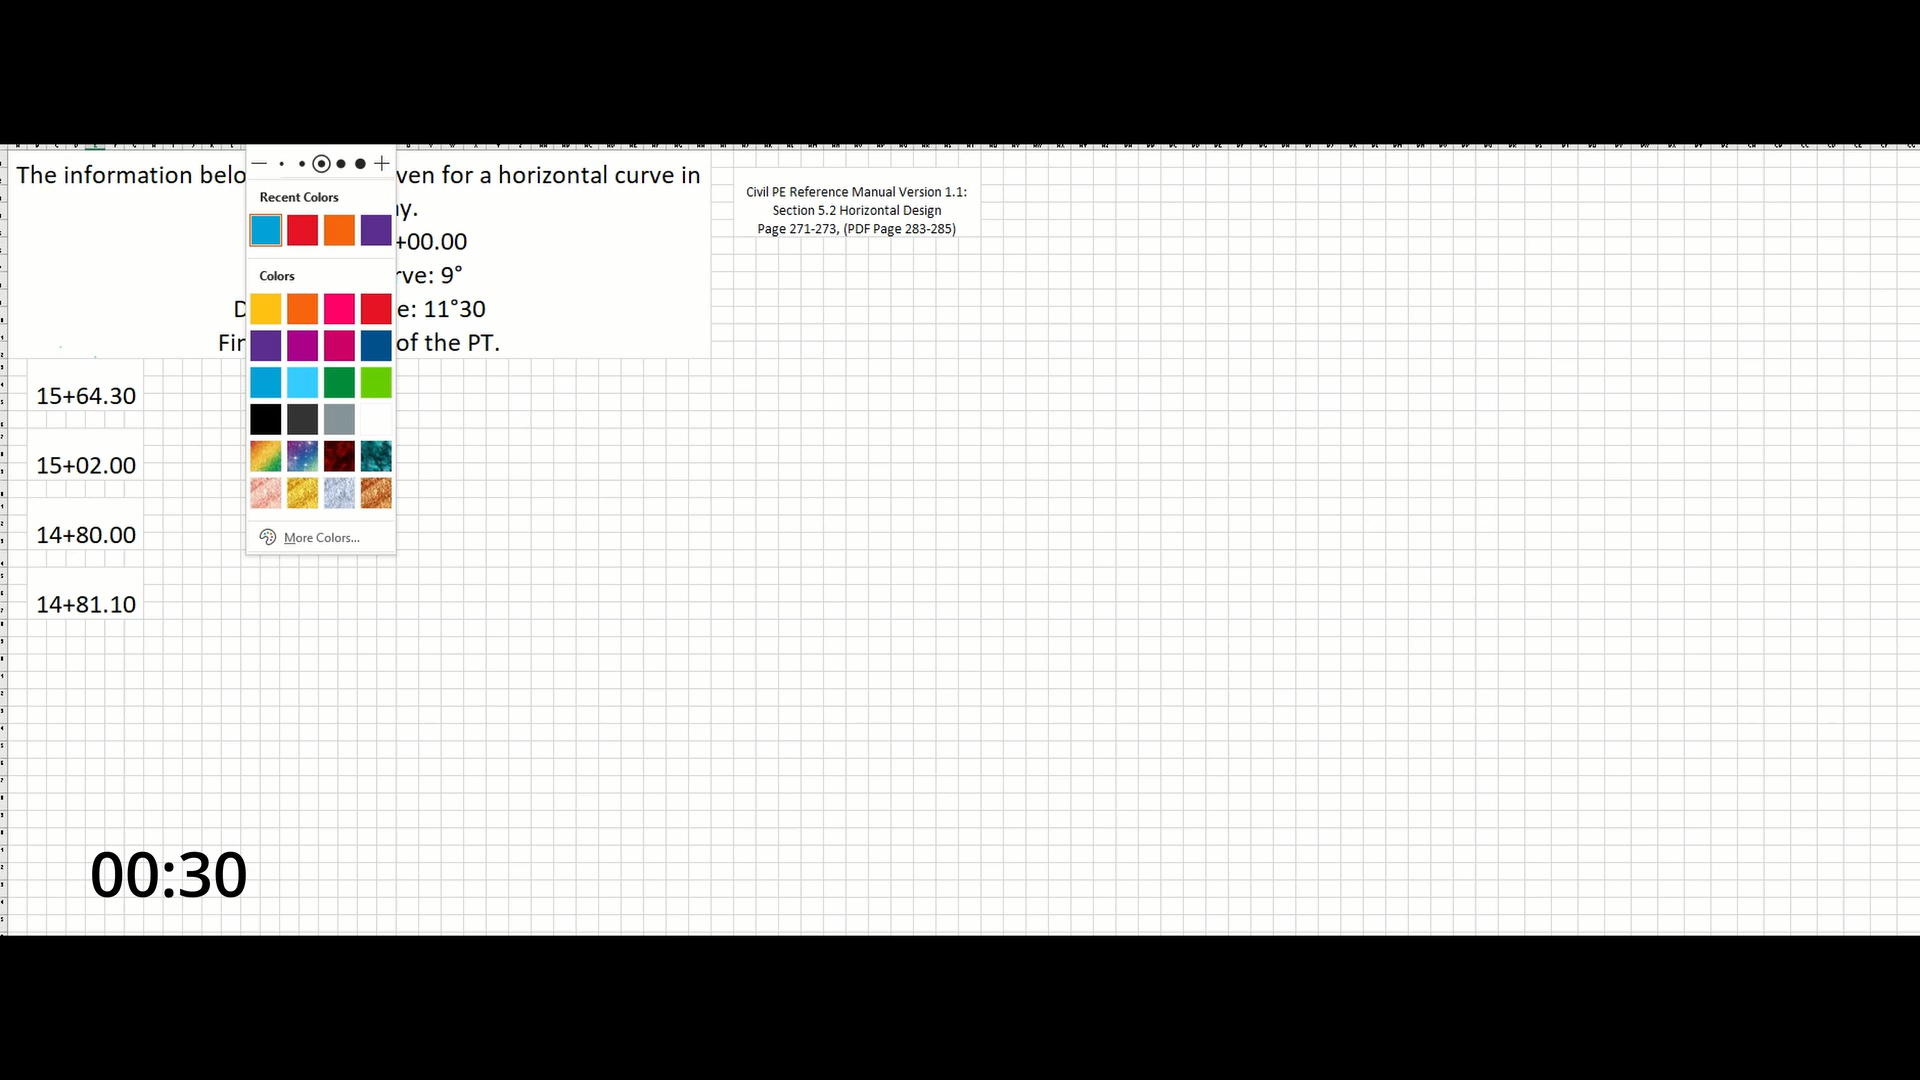 The information belo
ven for a horizontal curve in
y.
+00.00
rve: 9°
D
e: 11°30
Fin
of the PT.
Civil PE Reference Manual Version 1.1:
Section 5.2 Horizontal Design
Page 271-273, (PDF Page 283-285)
Recent Colors
Colors
More Colors...
15+64.30
15+02.00
14+80.00
14+81.10
00:30